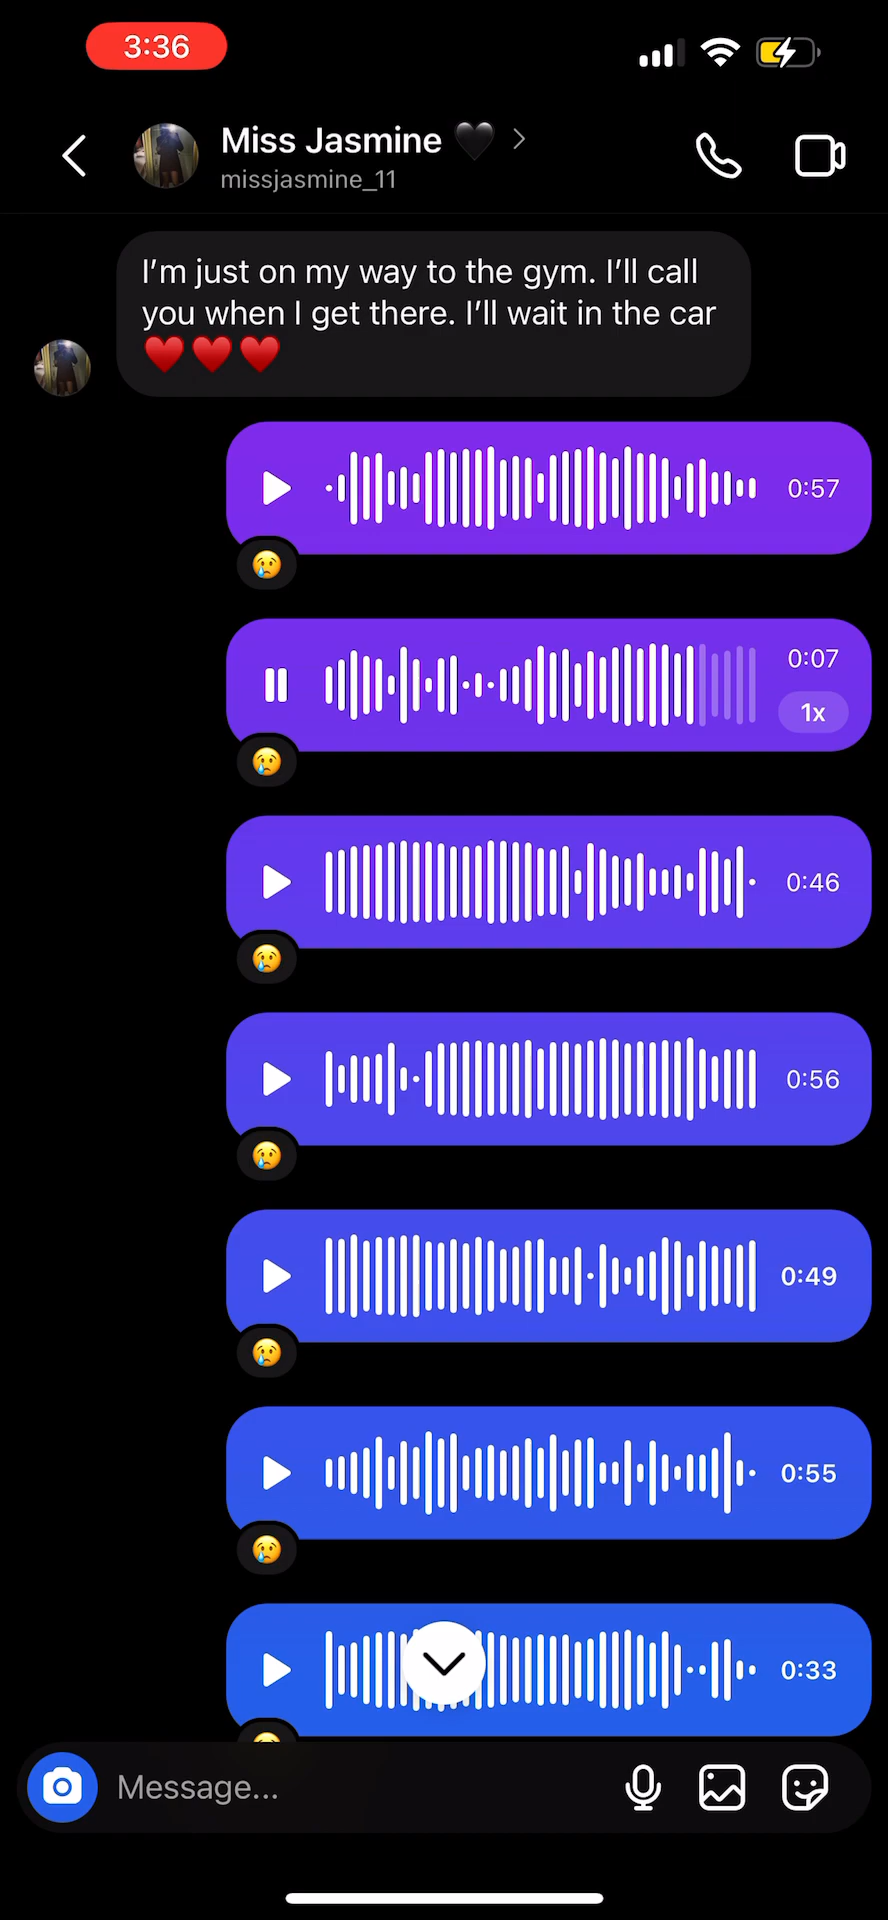 3:36
Miss Jasmine 🖤
missjasmine_11
I'm just on my way to the gym. I'll call
you when I get there. I'll wait in the car
❤️❤️❤️
0:57
0:07
1x
0:46
0:56
0:49
0:55
0:33
Message...